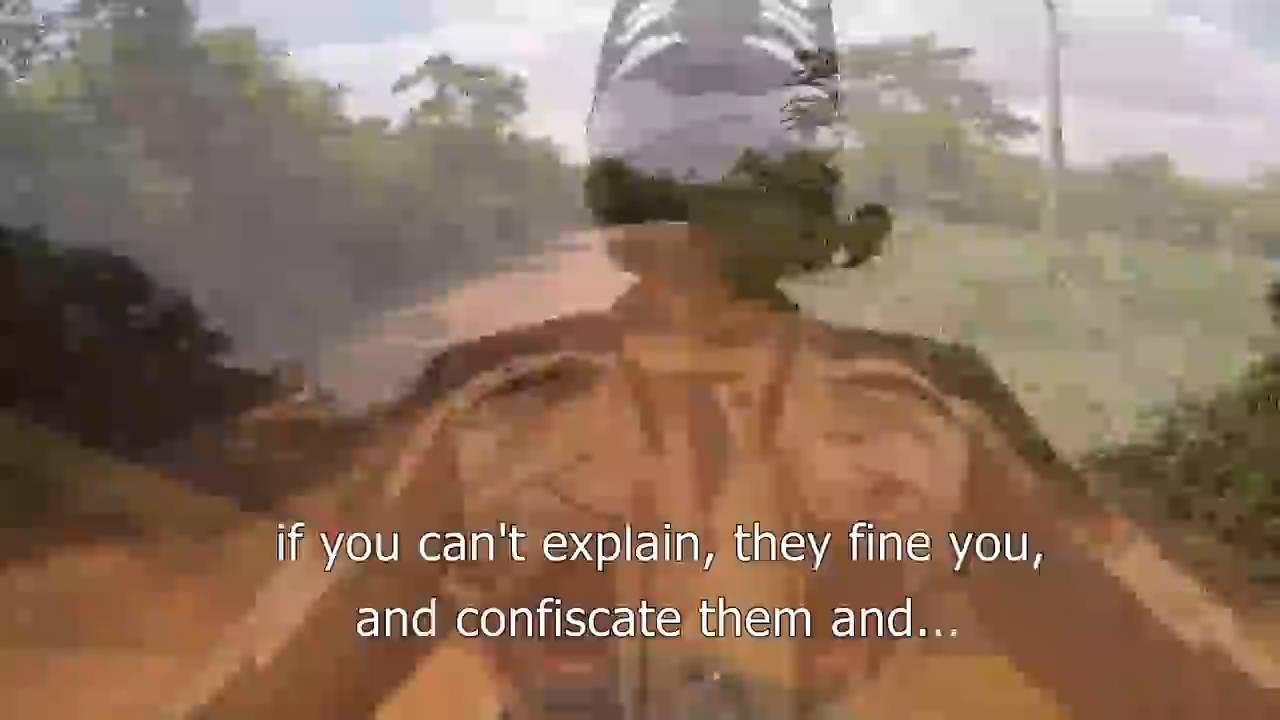 if you can't explain, they fine you,
and confiscate them and...